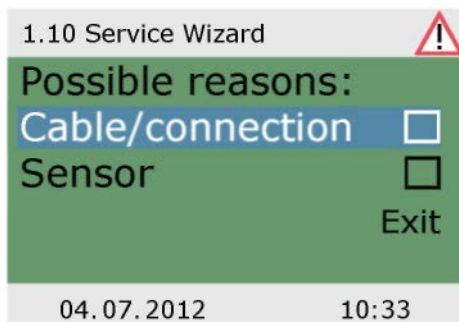 1.10 Service Wizard
Possible reasons:
Cable/connection
Sensor
Exit
04.07.2012 10:33